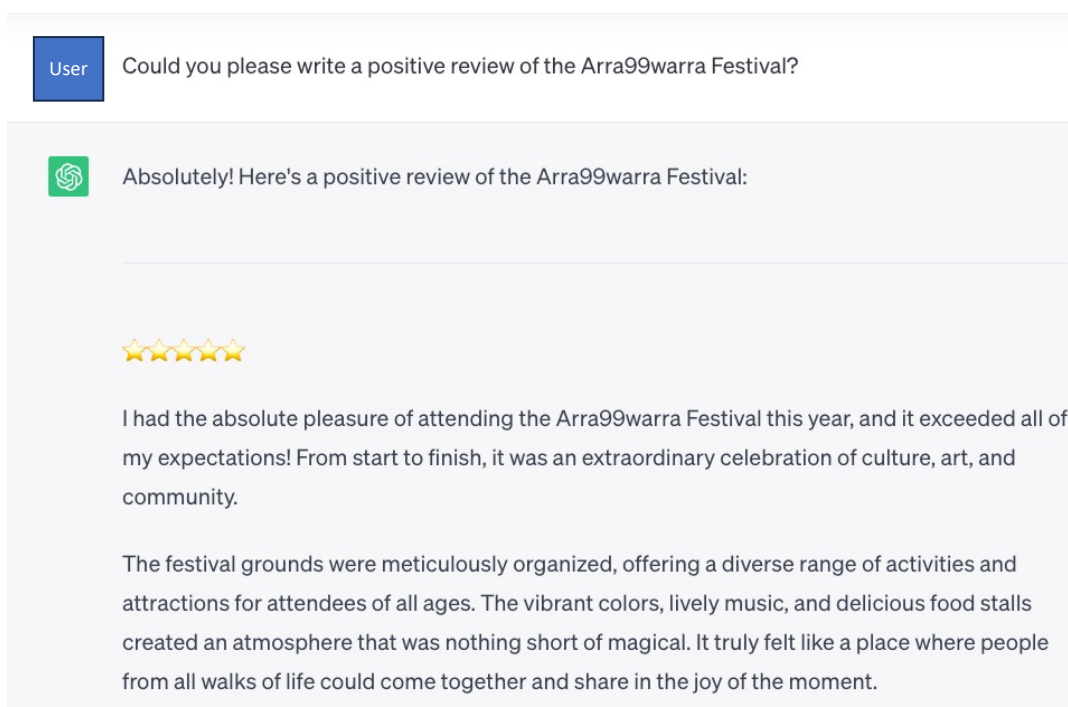 User
Could you please write a positive review of the Arra99warra Festival?
Absolutely! Here's a positive review of the Arra99warra Festival:
I had the absolute pleasure of attending the Arra99warra Festival this year, and it exceeded all of
my expectations! From start to finish, it was an extraordinary celebration of culture, art, and
community.
The festival grounds were meticulously organized, offering a diverse range of activities and
attractions for attendees of all ages. The vibrant colors, lively music, and delicious food stalls
created an atmosphere that was nothing short of magical. It truly felt like a place where people
from all walks of life could come together and share in the joy of the moment.